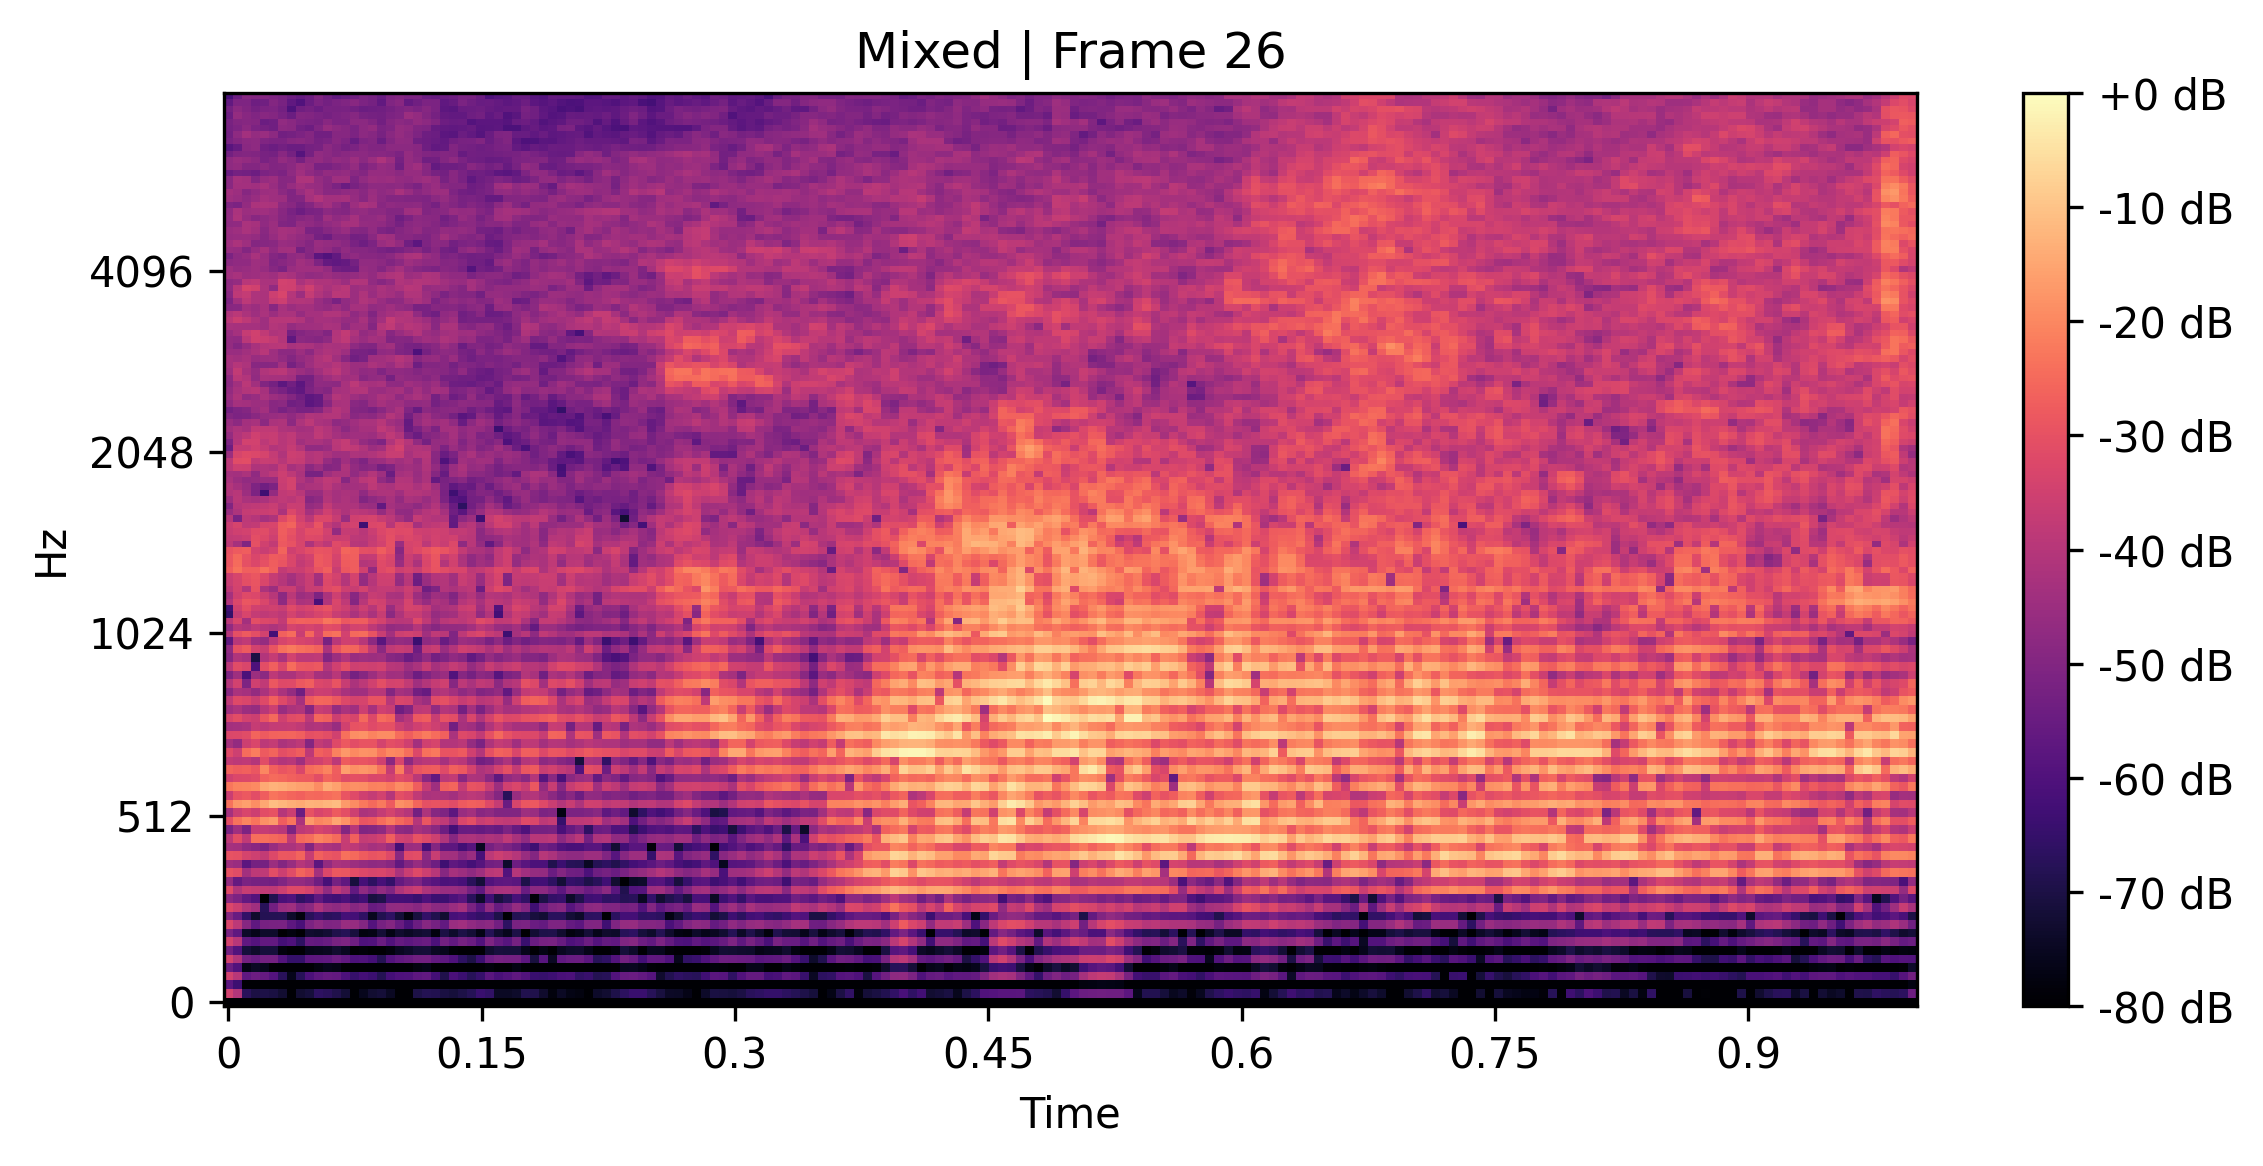 Mixed | Frame 26
+0 dB
-10 dB
-20 dB
-30 dB
-40 dB
-50 dB
-60 dB
-70 dB
-80 dB
4096
2048
1024
512
0
Hz
0
0.15
0.3
0.45
0.6
0.75
0.9
Time